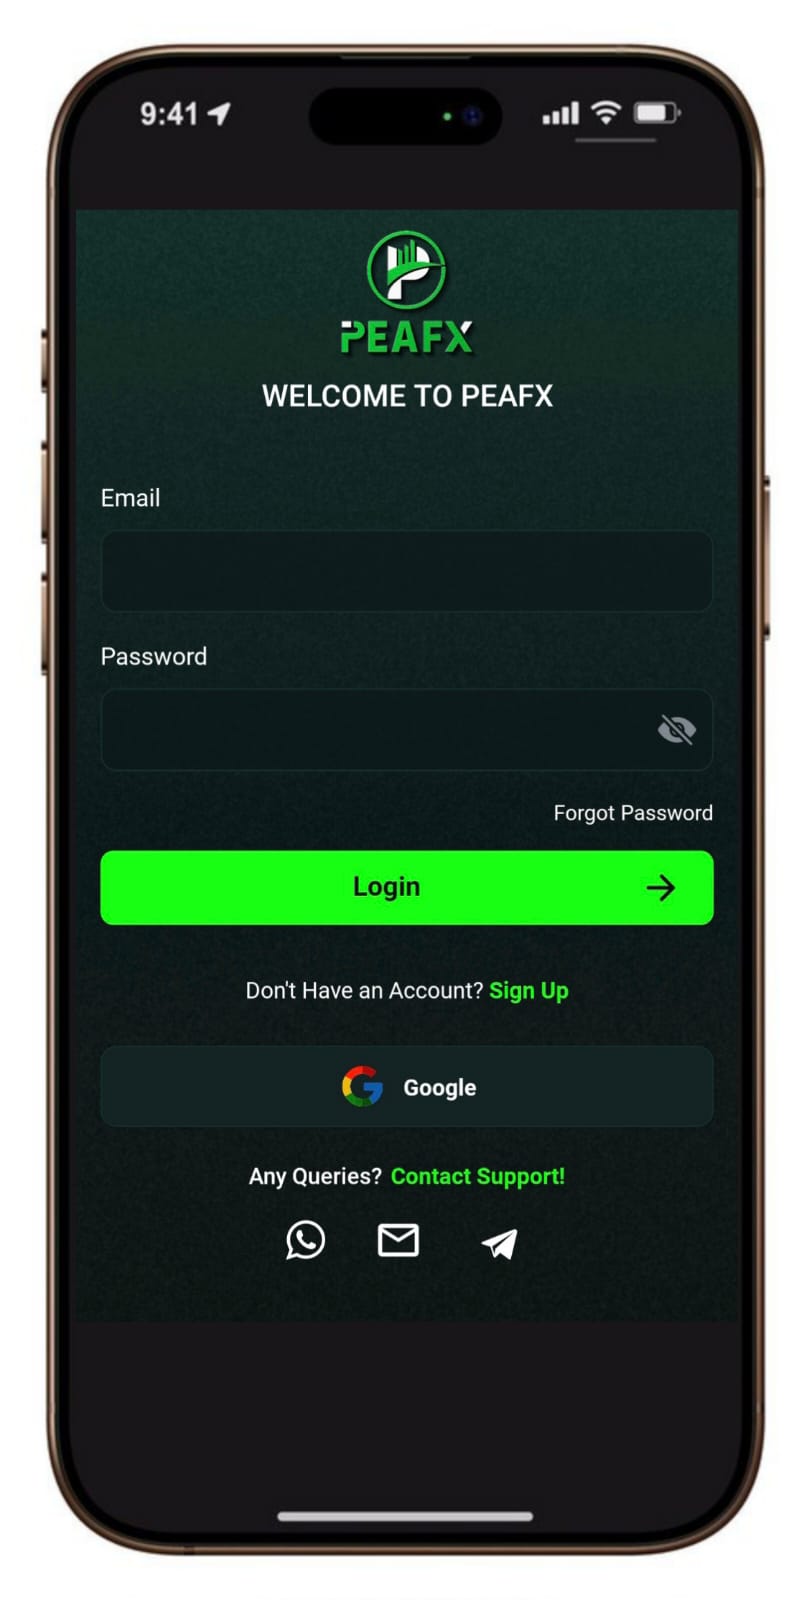 9:41
PEAFX
WELCOME TO PEAFX
Email
Password
Forgot Password
Login
Don't Have an Account? Sign Up
Google
Any Queries? Contact Support!